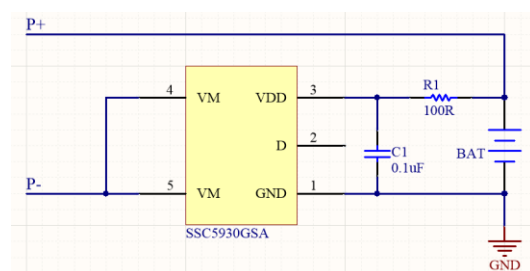 P+
4 VM VDD 3
R1
100R
D 2
C1
0.1uF
BAT
P-
5 VM GND 1
SSC5930GSA
GND